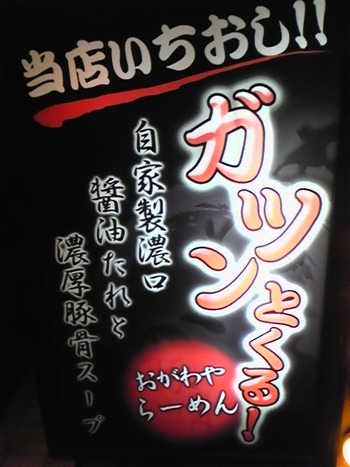 当店いちおし!!
ガツンとくる!
自家製濃口
醤油たれと
濃厚豚骨スープ
おがわや
らーめん